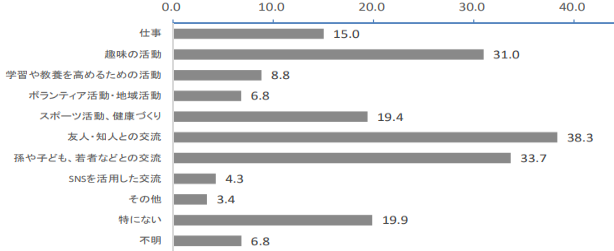 0.0 10.0 20.0 30.0 40.0
仕事 15.0
趣味の活動 31.0
学習や教養を高めるための活動 8.8
ボランティア活動・地域活動 6.8
スポーツ活動、健康づくり 19.4
友人・知人との交流 38.3
孫や子ども、若者などとの交流 33.7
SNSを活用した交流 4.3
その他 3.4
特にない 19.9
不明 6.8